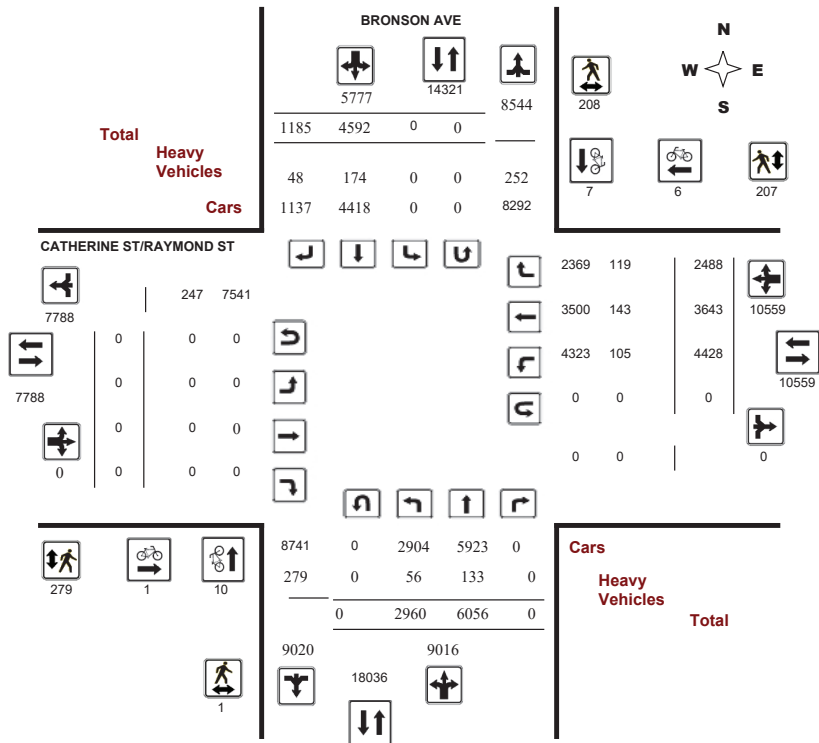 BRONSON AVE
N
W E
S
5777
14321
8544
208
1185 4592 0 0
Total
Heavy
Vehicles
48 174 0 0 252
7 6 207
Cars
1137 4418 0 0 8292
CATHERINE ST/RAYMOND ST
2369 119 2488
247 7541
7788
3500 143 3643 10559
0 0 0
4323 105 4428
10559
0 0 0
7788
0 0 0
0 0 0
0 0 0
0 0 0
0 0 0
8741 0 2904 5923 0
Cars
279 0 56 133 0
Heavy
Vehicles
279 1 10
0 2960 6056 0
Total
9020 9016
18036
1